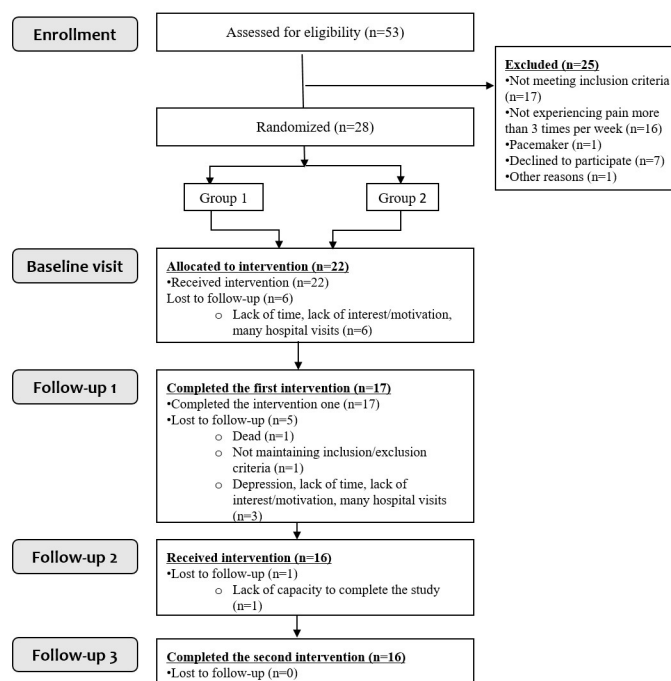 Enrollment
Assessed for eligibility (n=53)
Excluded (n=25)
•Not meeting inclusion criteria
(n=17)
•Not experiencing pain more
than 3 times per week (n=16)
•Pacemaker (n=1)
•Declined to participate (n=7)
•Other reasons (n=1)
Randomized (n=28)
Group 1
Group 2
Baseline visit
Allocated to intervention (n=22)
•Received intervention (n=22)
Lost to follow-up (n=6)
o Lack of time, lack of interest/motivation,
many hospital visits (n=6)
Follow-up 1
Completed the first intervention (n=17)
•Completed the intervention one (n=17)
•Lost to follow-up (n=5)
o Dead (n=1)
o Not maintaining inclusion/exclusion
criteria (n=1)
o Depression, lack of time, lack of
interest/motivation, many hospital visits
(n=3)
Follow-up 2
Received intervention (n=16)
•Lost to follow-up (n=1)
o Lack of capacity to complete the study
(n=1)
Follow-up 3
Completed the second intervention (n=16)
•Lost to follow-up (n=0)